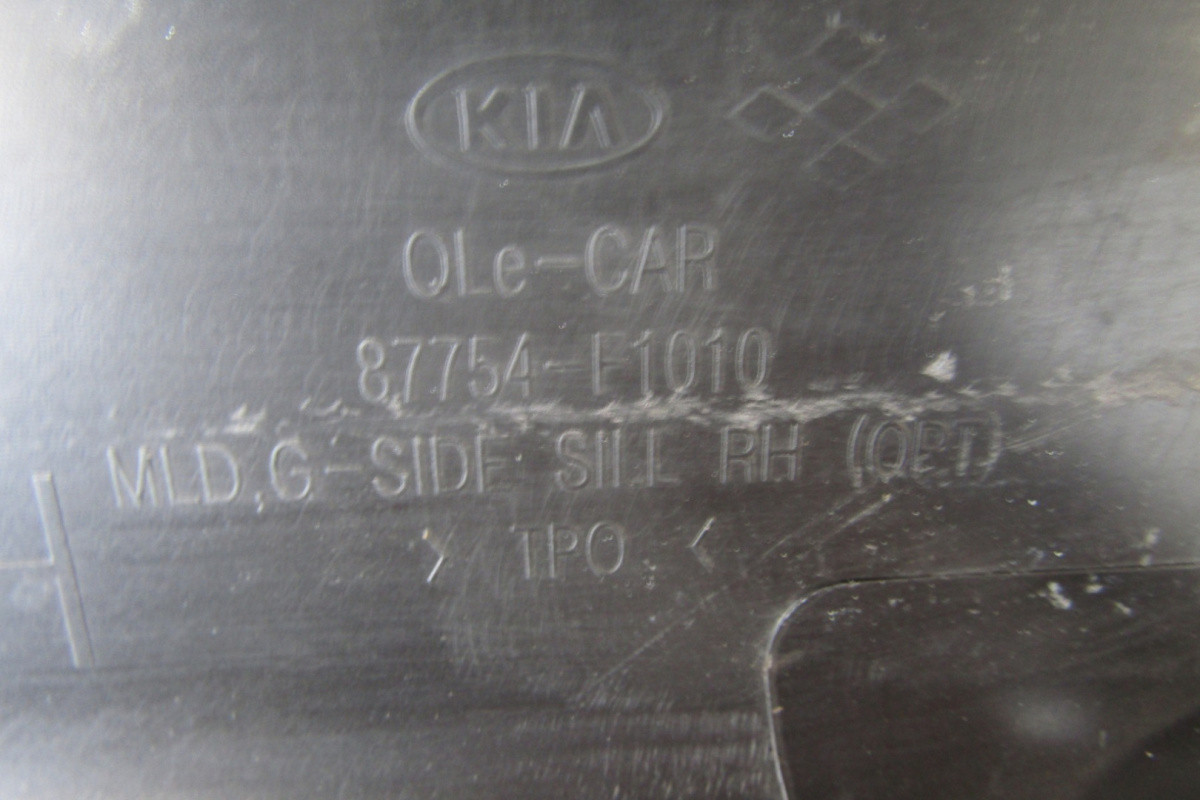 KIA
QLe-CAR
87754-F1010
MLD,G-SIDE SILL RH (OPT)
> TPO <